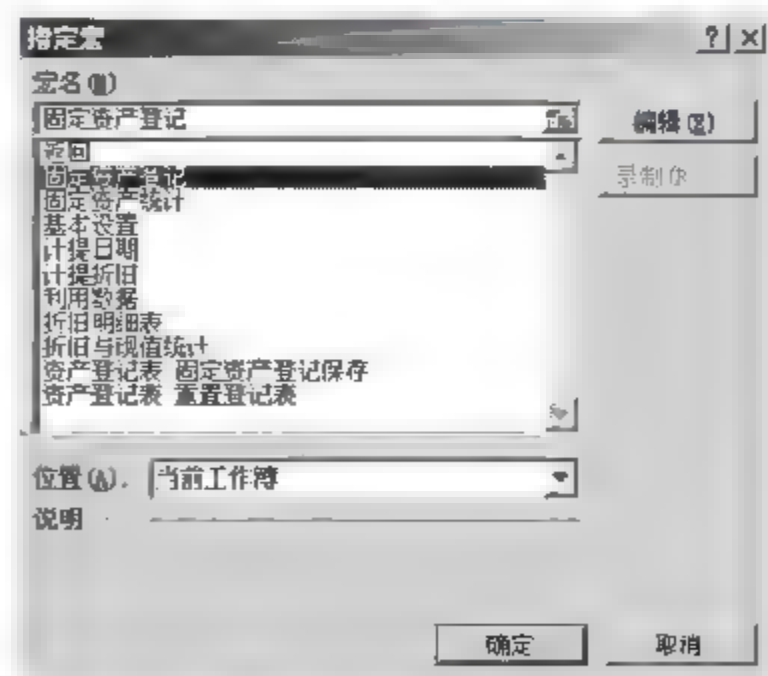 指定宏
宏名(M)
固定资产登记
编辑(E)
返回
录制(R
固定资产登记
固定资产统计
基本设置
计提日期
计提折旧
利用数据
折旧明细表
折旧与现值统计
资产登记表 固定资产登记保存
资产登记表 重置登记表
位置(A).
当前工作簿
说明
确定
取消